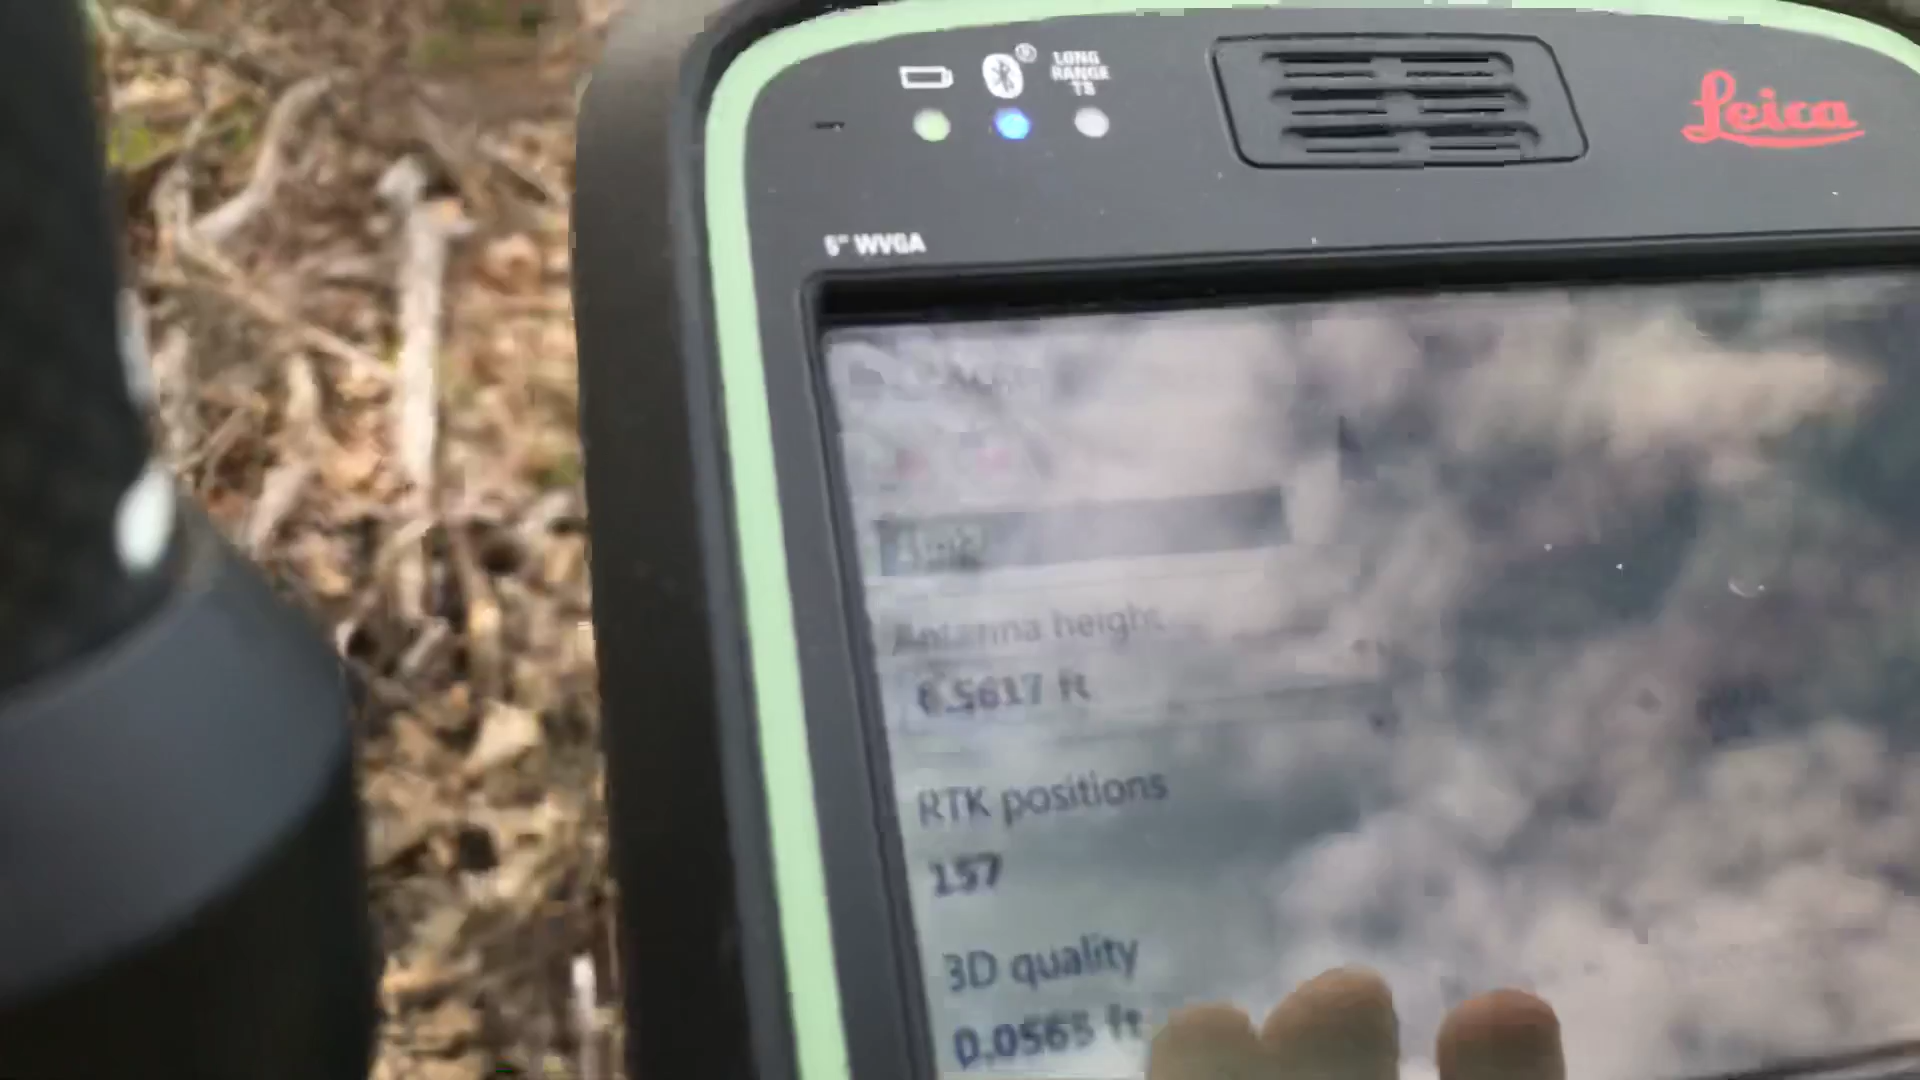 LONG
RANGE
TS
Leica
5" WVGA
Antenna height
6.5617 ft
RTK positions
157
3D quality
0.0565 ft